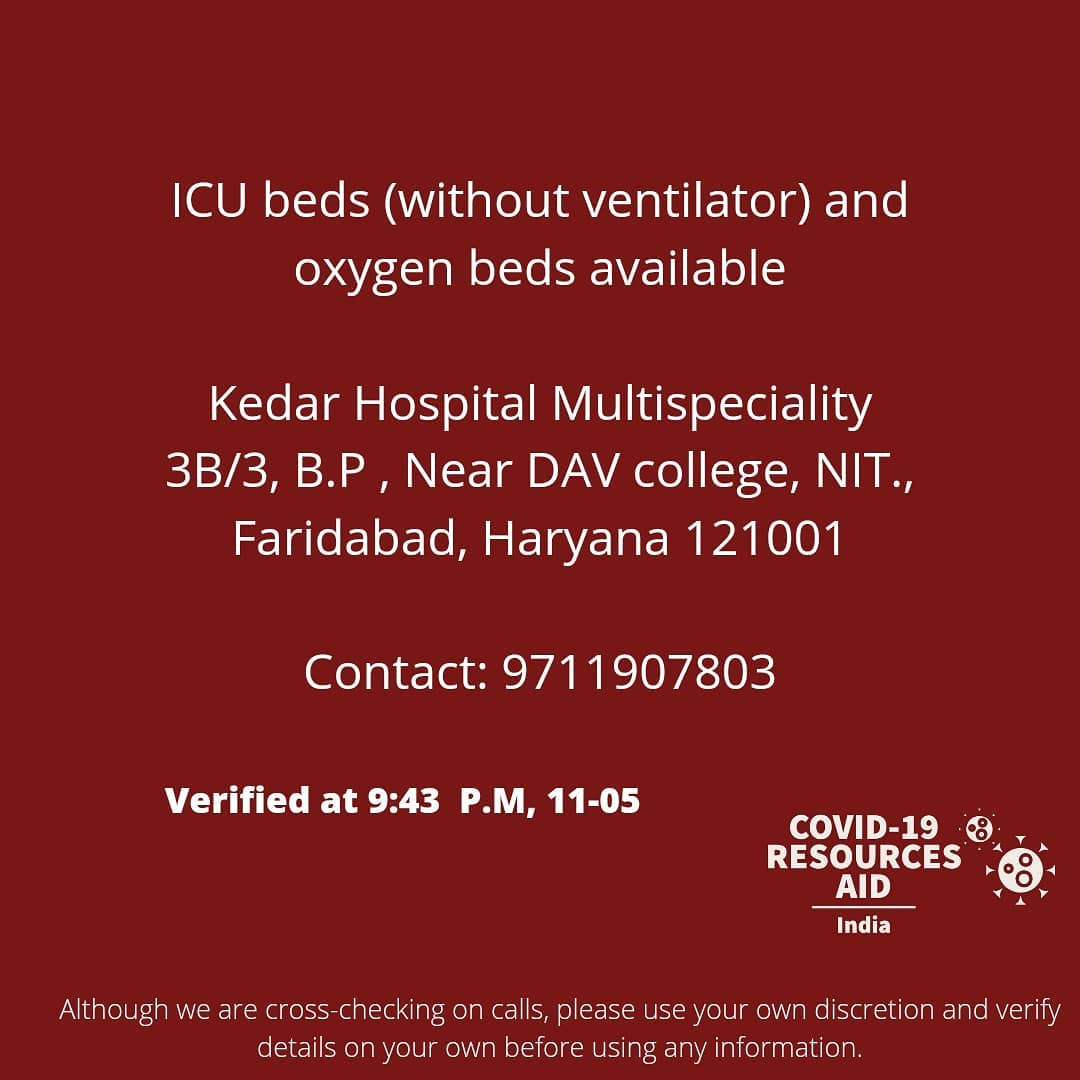 ICU beds (without ventilator) and
oxygen beds available
Kedar Hospital Multispeciality
3B/3, B.P , Near DAV college, NIT.,
Faridabad, Haryana 121001
Contact: 9711907803
Verified at 9:43  P.M, 11-05
COVID-19
RESOURCES
AID
India
Although we are cross-checking on calls, please use your own discretion and verify
details on your own before using any information.